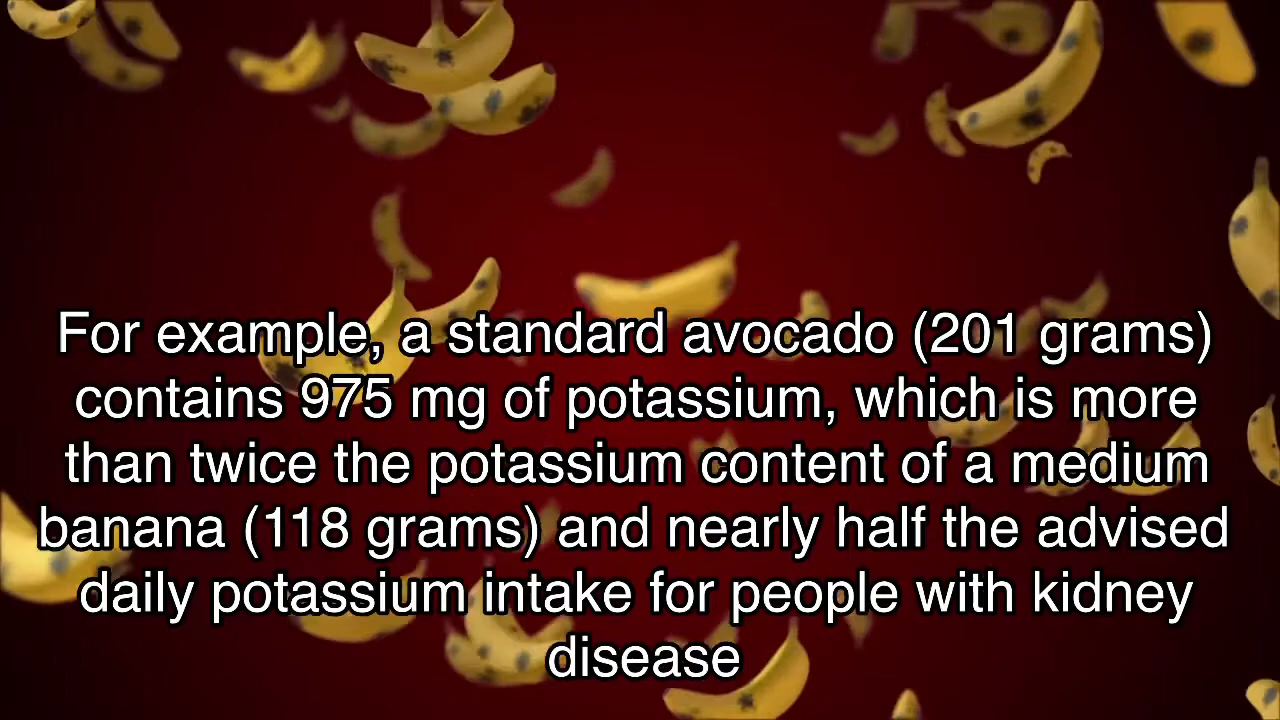 For example, a standard avocado (201 grams)
contains 975 mg of potassium, which is more
than twice the potassium content of a medium
banana (118 grams) and nearly half the advised
daily potassium intake for people with kidney
disease